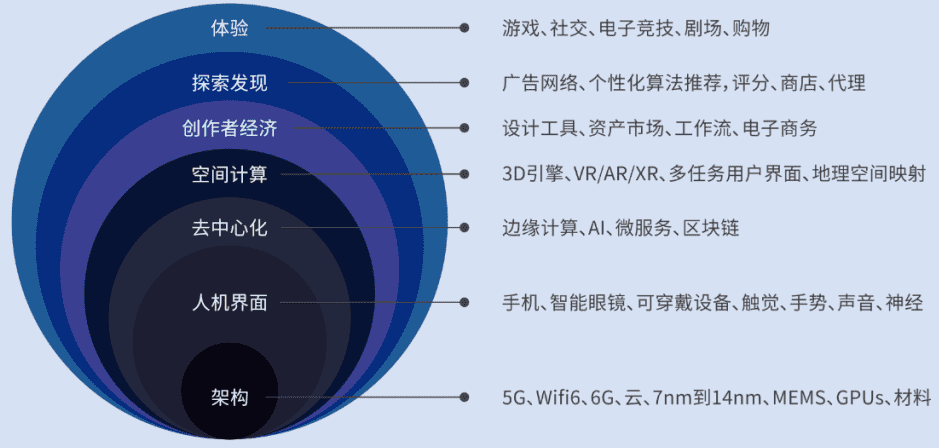 体验 游戏、社交、电子竞技、剧场、购物
探索发现 广告网络、个性化算法推荐,评分、商店、代理
创作者经济 设计工具、资产市场、工作流、电子商务
空间计算 3D引擎、VR/AR/XR、多任务用户界面、地理空间映射
去中心化 边缘计算、AI、微服务、区块链
人机界面 手机、智能眼镜、可穿戴设备、触觉、手势、声音、神经
架构 5G、Wifi6、6G、云、7nm到14nm、MEMS、GPUs、材料